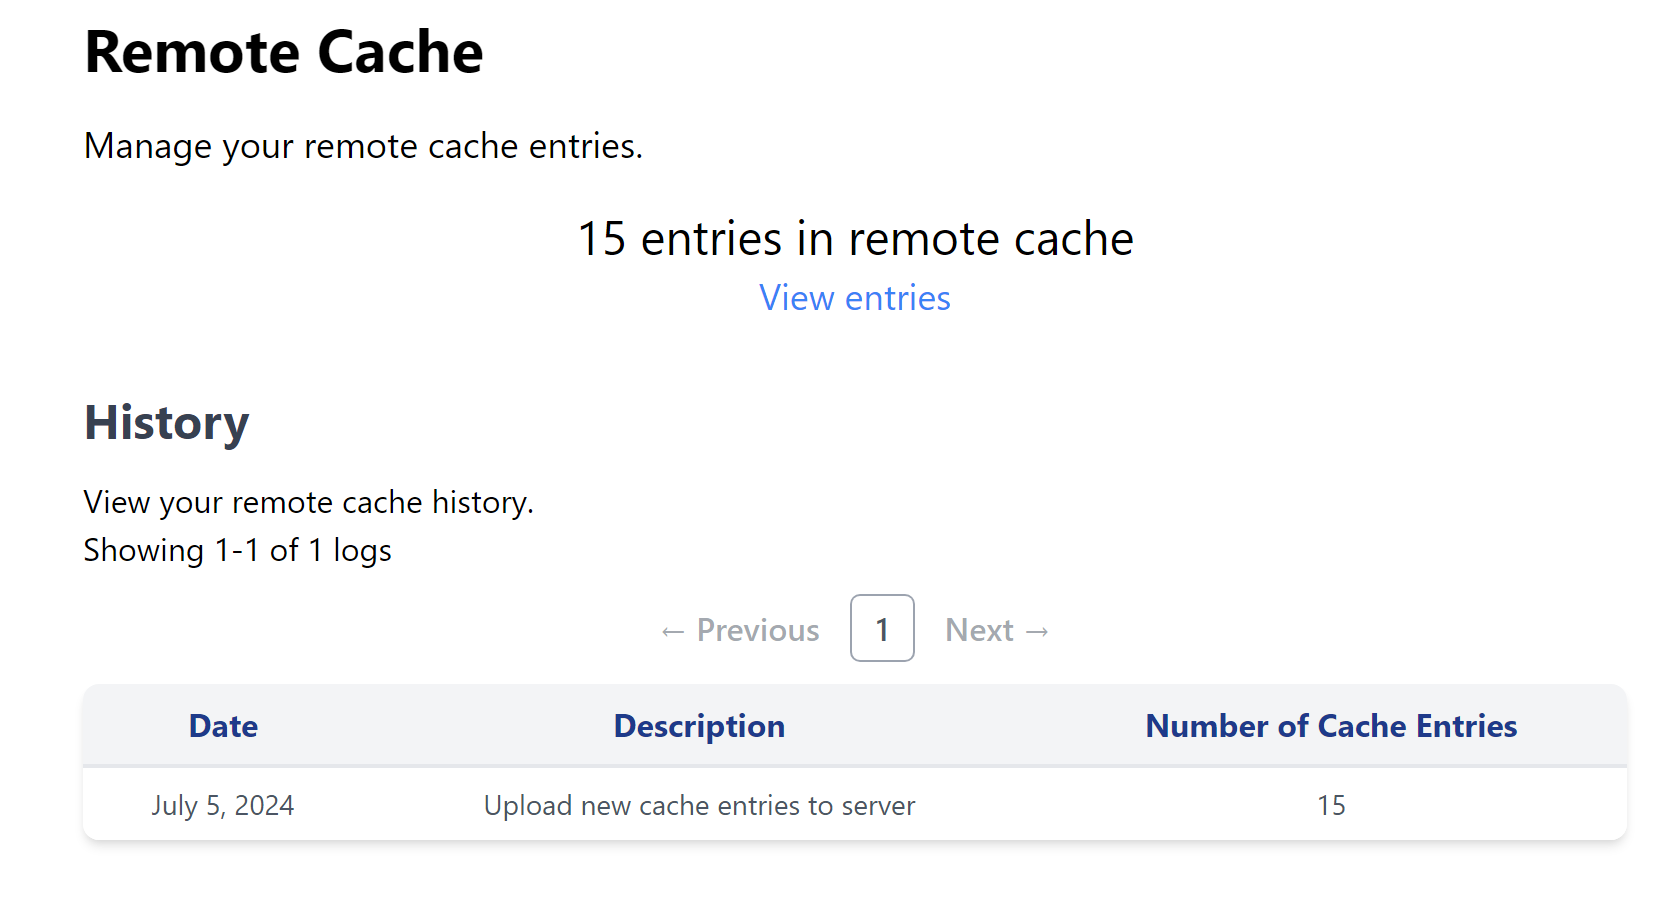 Remote Cache
Manage your remote cache entries.
15 entries in remote cache
View entries
History
View your remote cache history.
Showing 1-1 of 1 logs
← Previous 1 Next →
Date Description Number of Cache Entries
July 5, 2024 Upload new cache entries to server 15